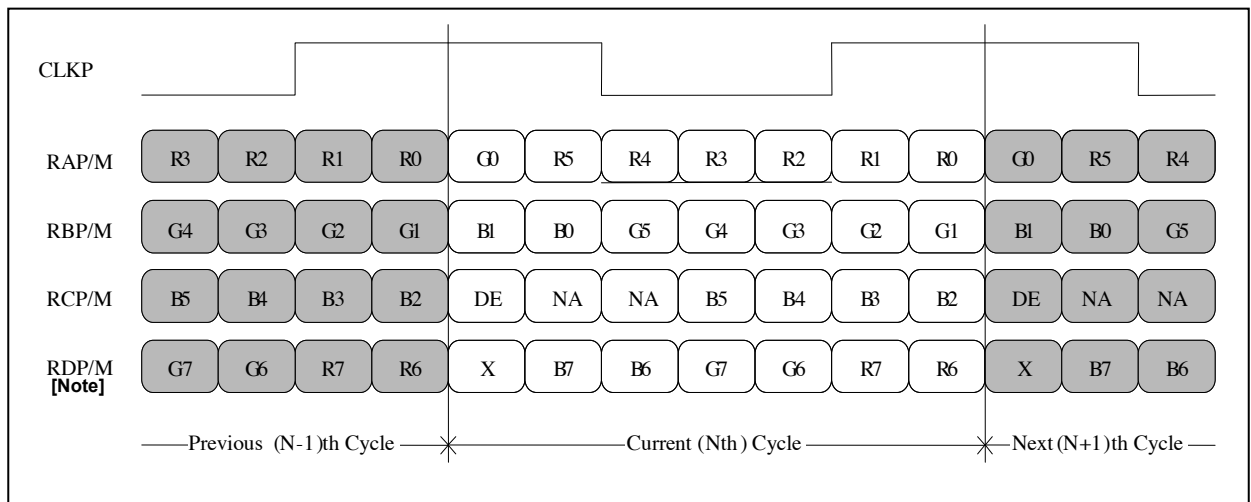 CLKP
RAP/M R3 R2 R1 R0 G0 R5 R4 R3 R2 R1 R0 G0 R5 R4
RBP/M G4 G3 G2 G1 B1 B0 G5 G4 G3 G2 G1 B1 B0 G5
RCP/M B5 B4 B3 B2 DE NA NA B5 B4 B3 B2 DE NA NA
RDP/M G7 G6 R7 R6 X B7 B6 G7 G6 R7 R6 X B7 B6
[Note]
Previous (N-1)th Cycle Current (Nth) Cycle Next (N+1)th Cycle